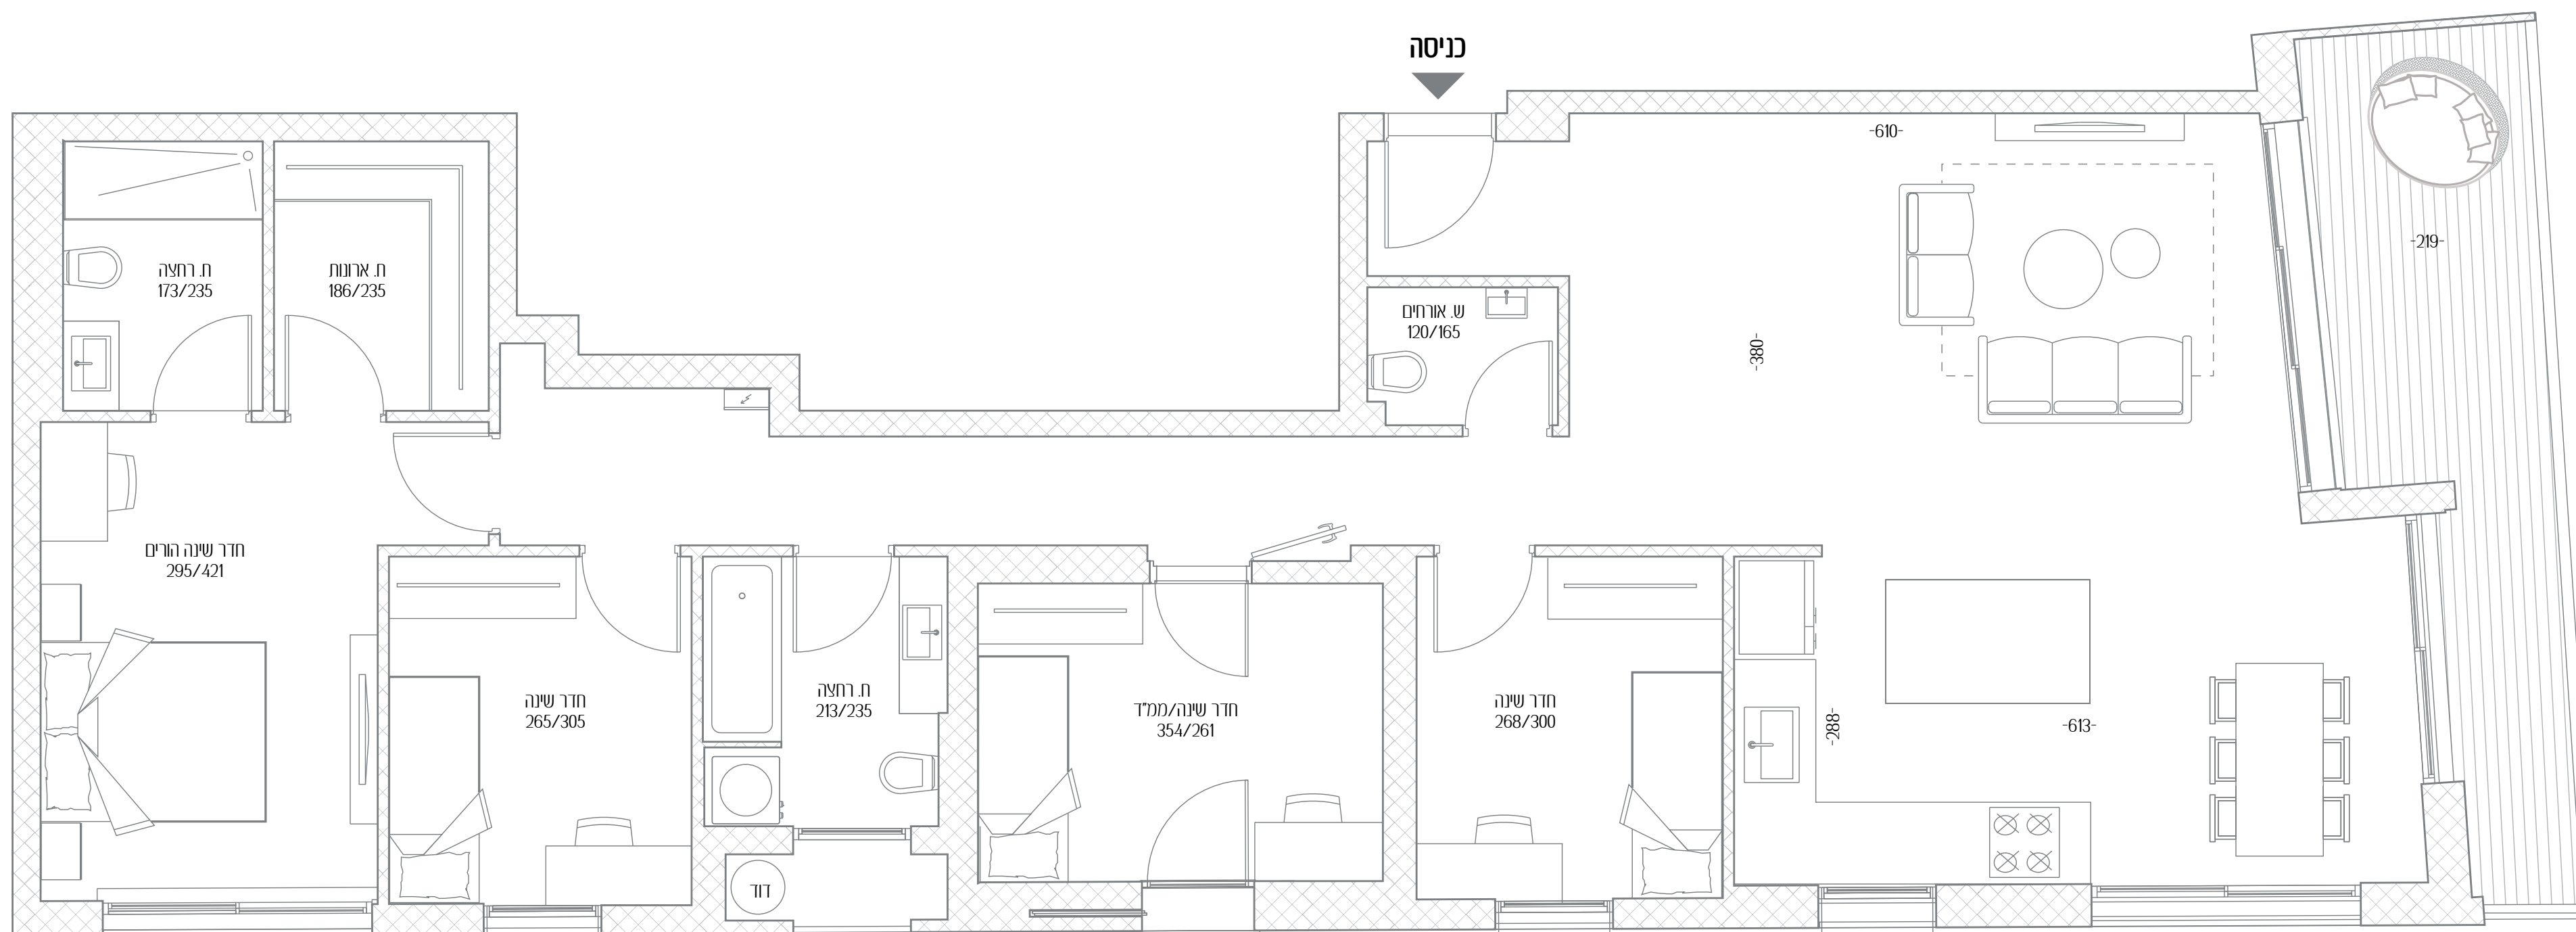 כניסה
-610-
-219-
-380-
ח. רחצה
173/235
ח. ארונות
186/235
ש. אורחים
120/165
חדר שינה הורים
295/421
חדר שינה
265/305
ח. רחצה
213/235
חדר שינה/ממ"ד
354/261
חדר שינה
268/300
-288-
-613-
דוד